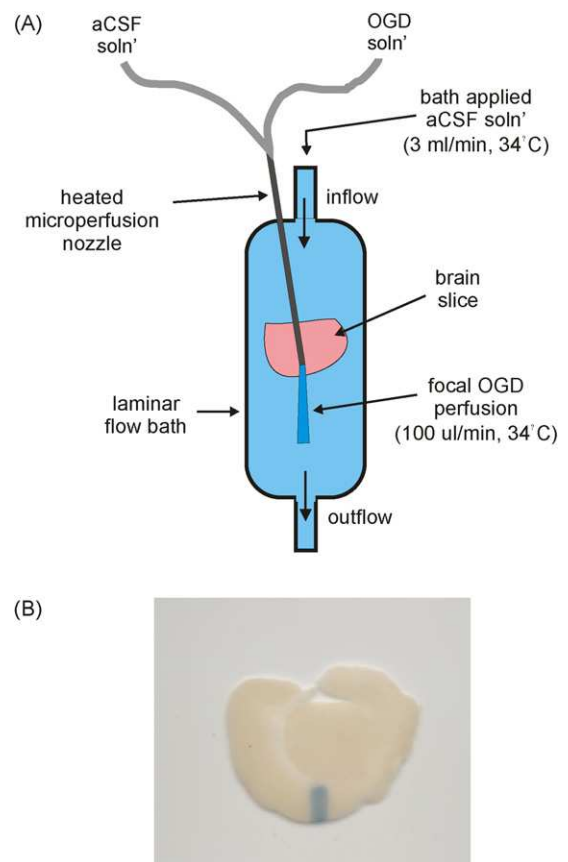 (A)
aCSF
soln'
OGD
soln'
bath applied
aCSF soln'
(3 ml/min, 34°C)
heated
microperfusion
nozzle
inflow
brain
slice
laminar
flow bath
focal OGD
perfusion
(100 ul/min, 34°C)
outflow
(B)